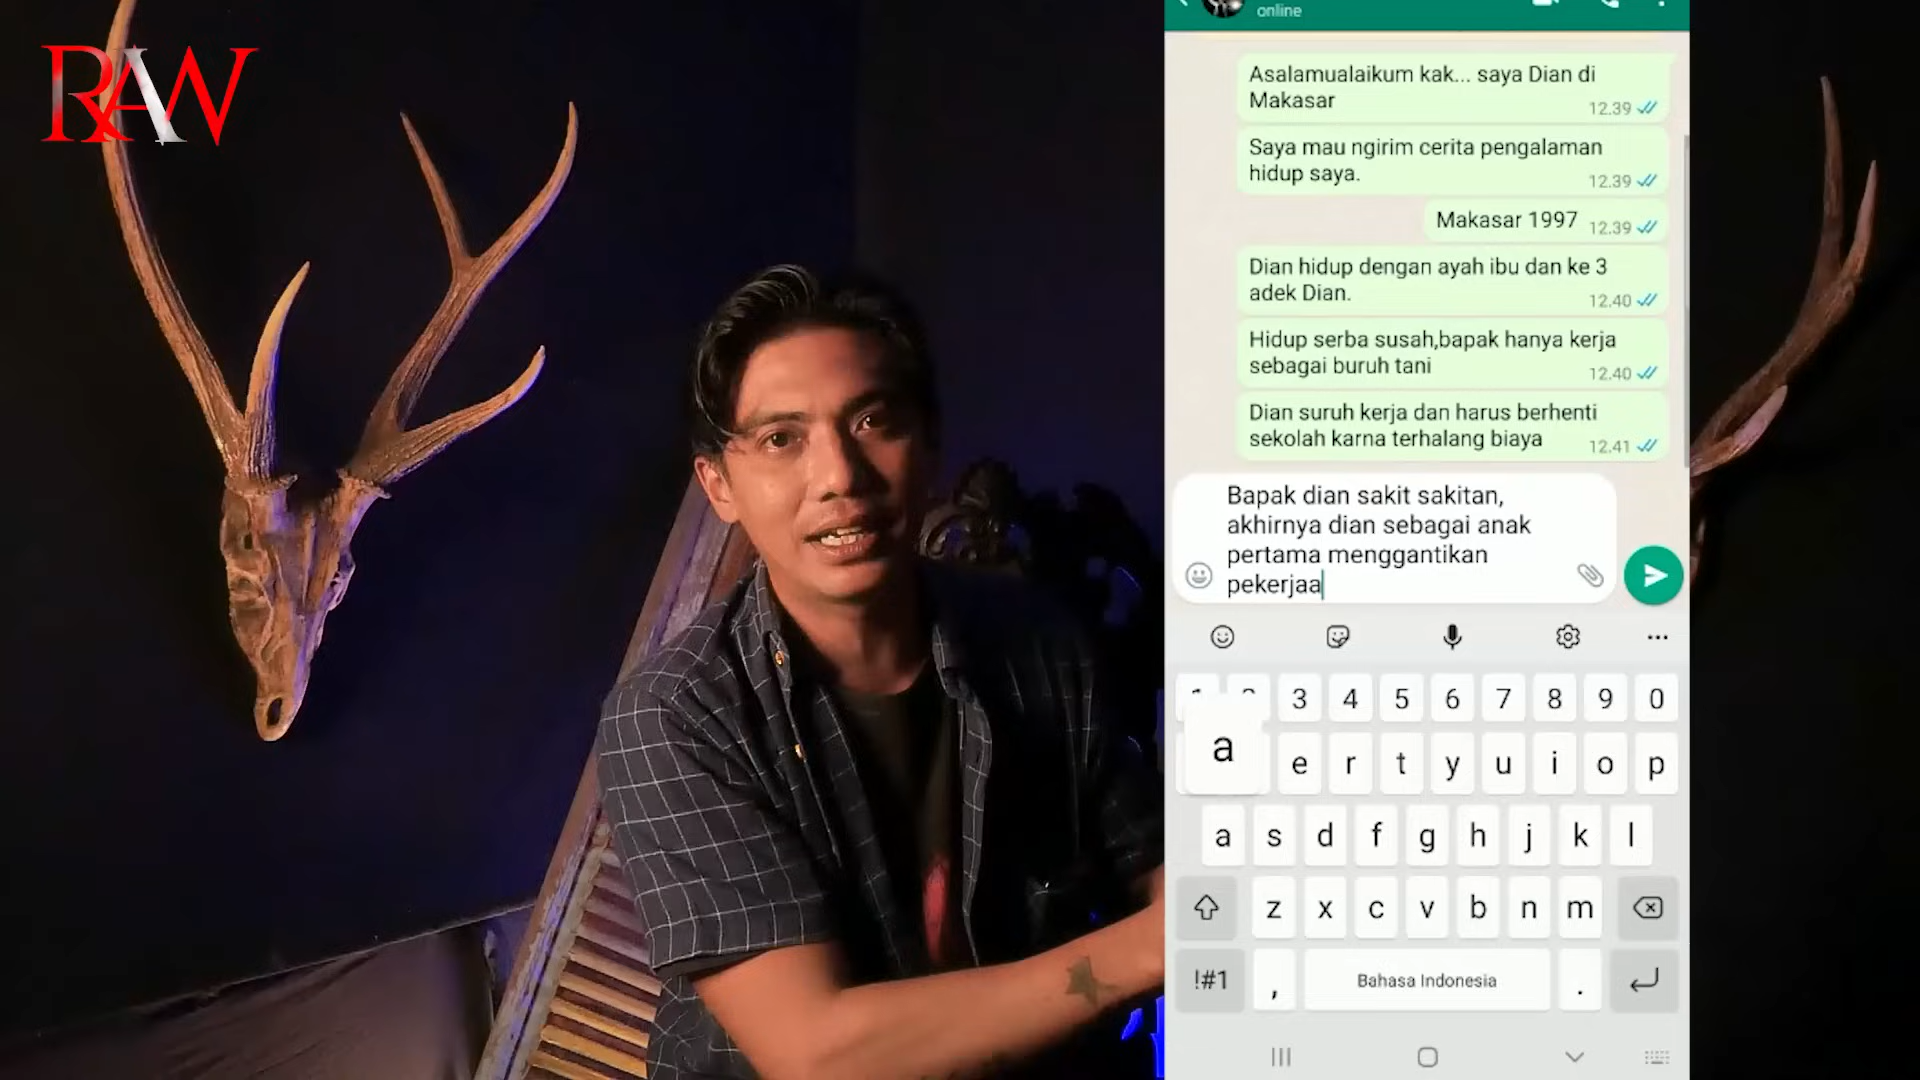 RAW
online
Asalamualaikum kak... saya Dian di
Makasar
12.39
Saya mau ngirim cerita pengalaman
hidup saya.
12.39
Makasar 1997
12.39
Dian hidup dengan ayah ibu dan ke 3
adek Dian.
12.40
Hidup serba susah,bapak hanya kerja
sebagai buruh tani
12.40
Dian suruh kerja dan harus berhenti
sekolah karna terhalang biaya
12.41
Bapak dian sakit sakitan,
akhirnya dian sebagai anak
pertama menggantikan
pekerjaa
3 4 5 6 7 8 9 0
a
e r t y u i o p
a s d f g h j k l
z x c v b n m
!#1 , Bahasa Indonesia .